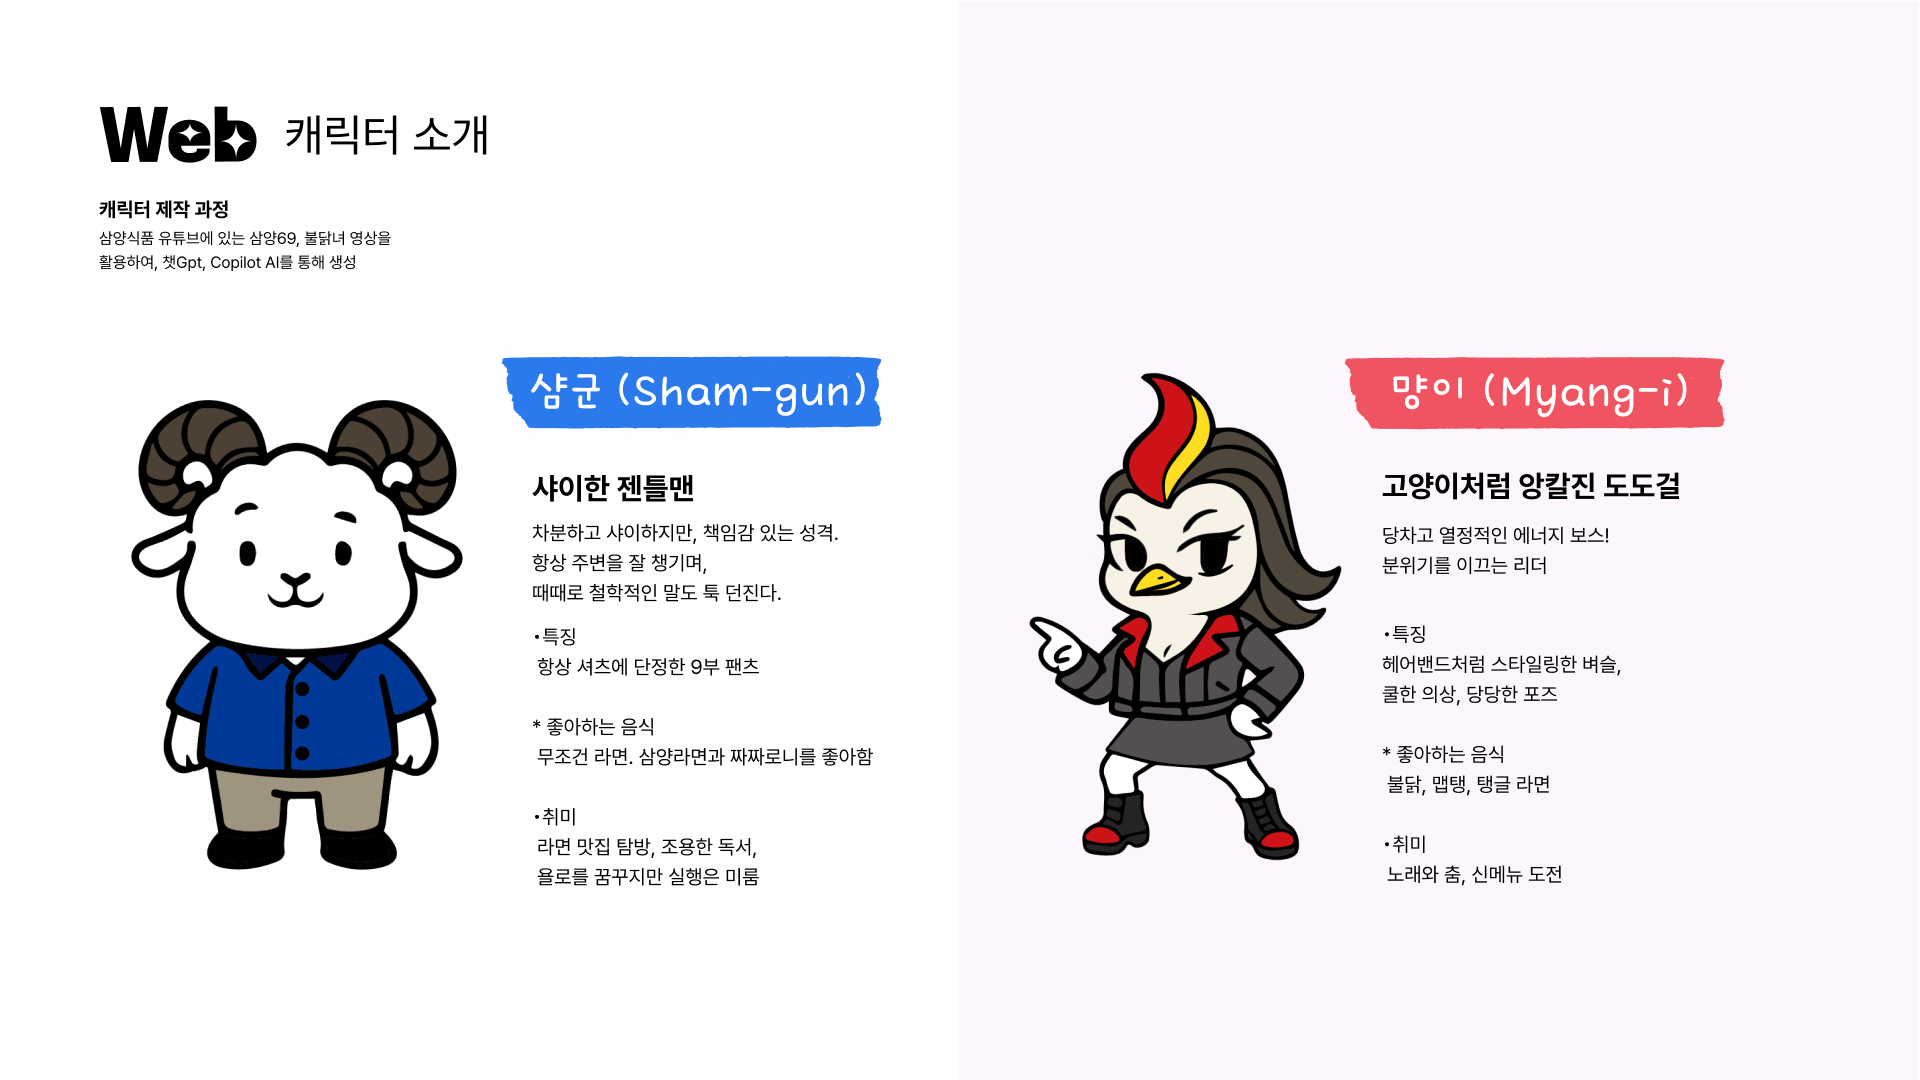 Web 캐릭터 소개
캐릭터 제작 과정
삼양식품 유튜브에 있는 삼양69, 불닭녀 영상을
활용하여, 챗Gpt, Copilot AI를 통해 생성
샴군 (Sham-gun)
샤이한 젠틀맨
차분하고 샤이하지만, 책임감 있는 성격.
항상 주변을 잘 챙기며,
때때로 철학적인 말도 툭 던진다.
•특징
항상 셔츠에 단정한 9부 팬츠
* 좋아하는 음식
무조건 라면. 삼양라면과 짜짜로니를 좋아함
•취미
라면 맛집 탐방, 조용한 독서,
욜로를 꿈꾸지만 실행은 미룸
먕이 (Myang-i)
고양이처럼 앙칼진 도도걸
당차고 열정적인 에너지 보스!
분위기를 이끄는 리더
•특징
헤어밴드처럼 스타일링한 벼슬,
쿨한 의상, 당당한 포즈
* 좋아하는 음식
불닭, 맵탱, 탱글 라면
•취미
노래와 춤, 신메뉴 도전